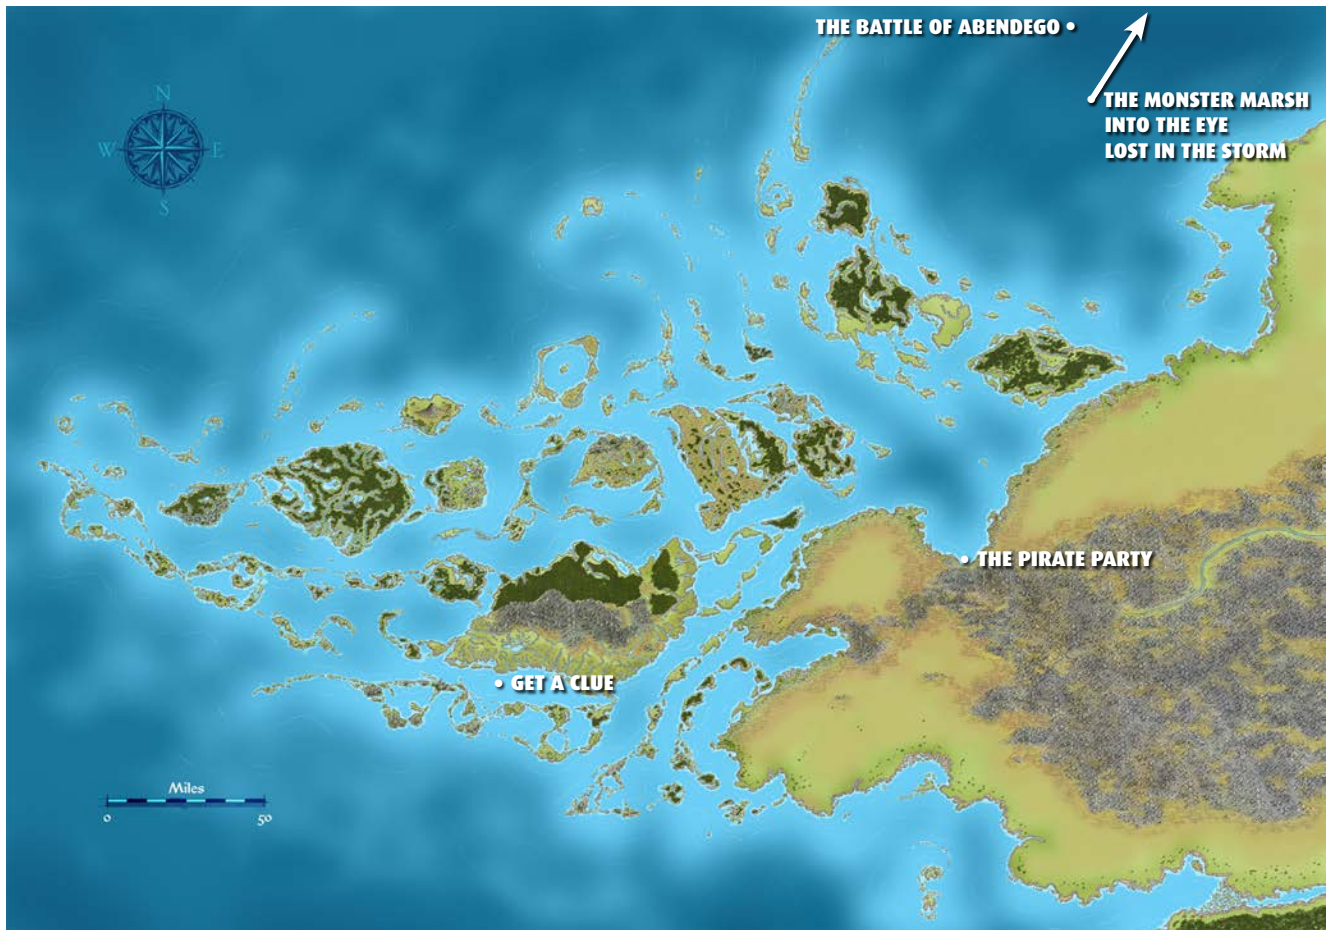 THE BATTLE OF ABENDEGO
N
W E
S
THE MONSTER MARSH
INTO THE EYE
LOST IN THE STORM
THE PIRATE PARTY
GET A CLUE
Miles
0 50